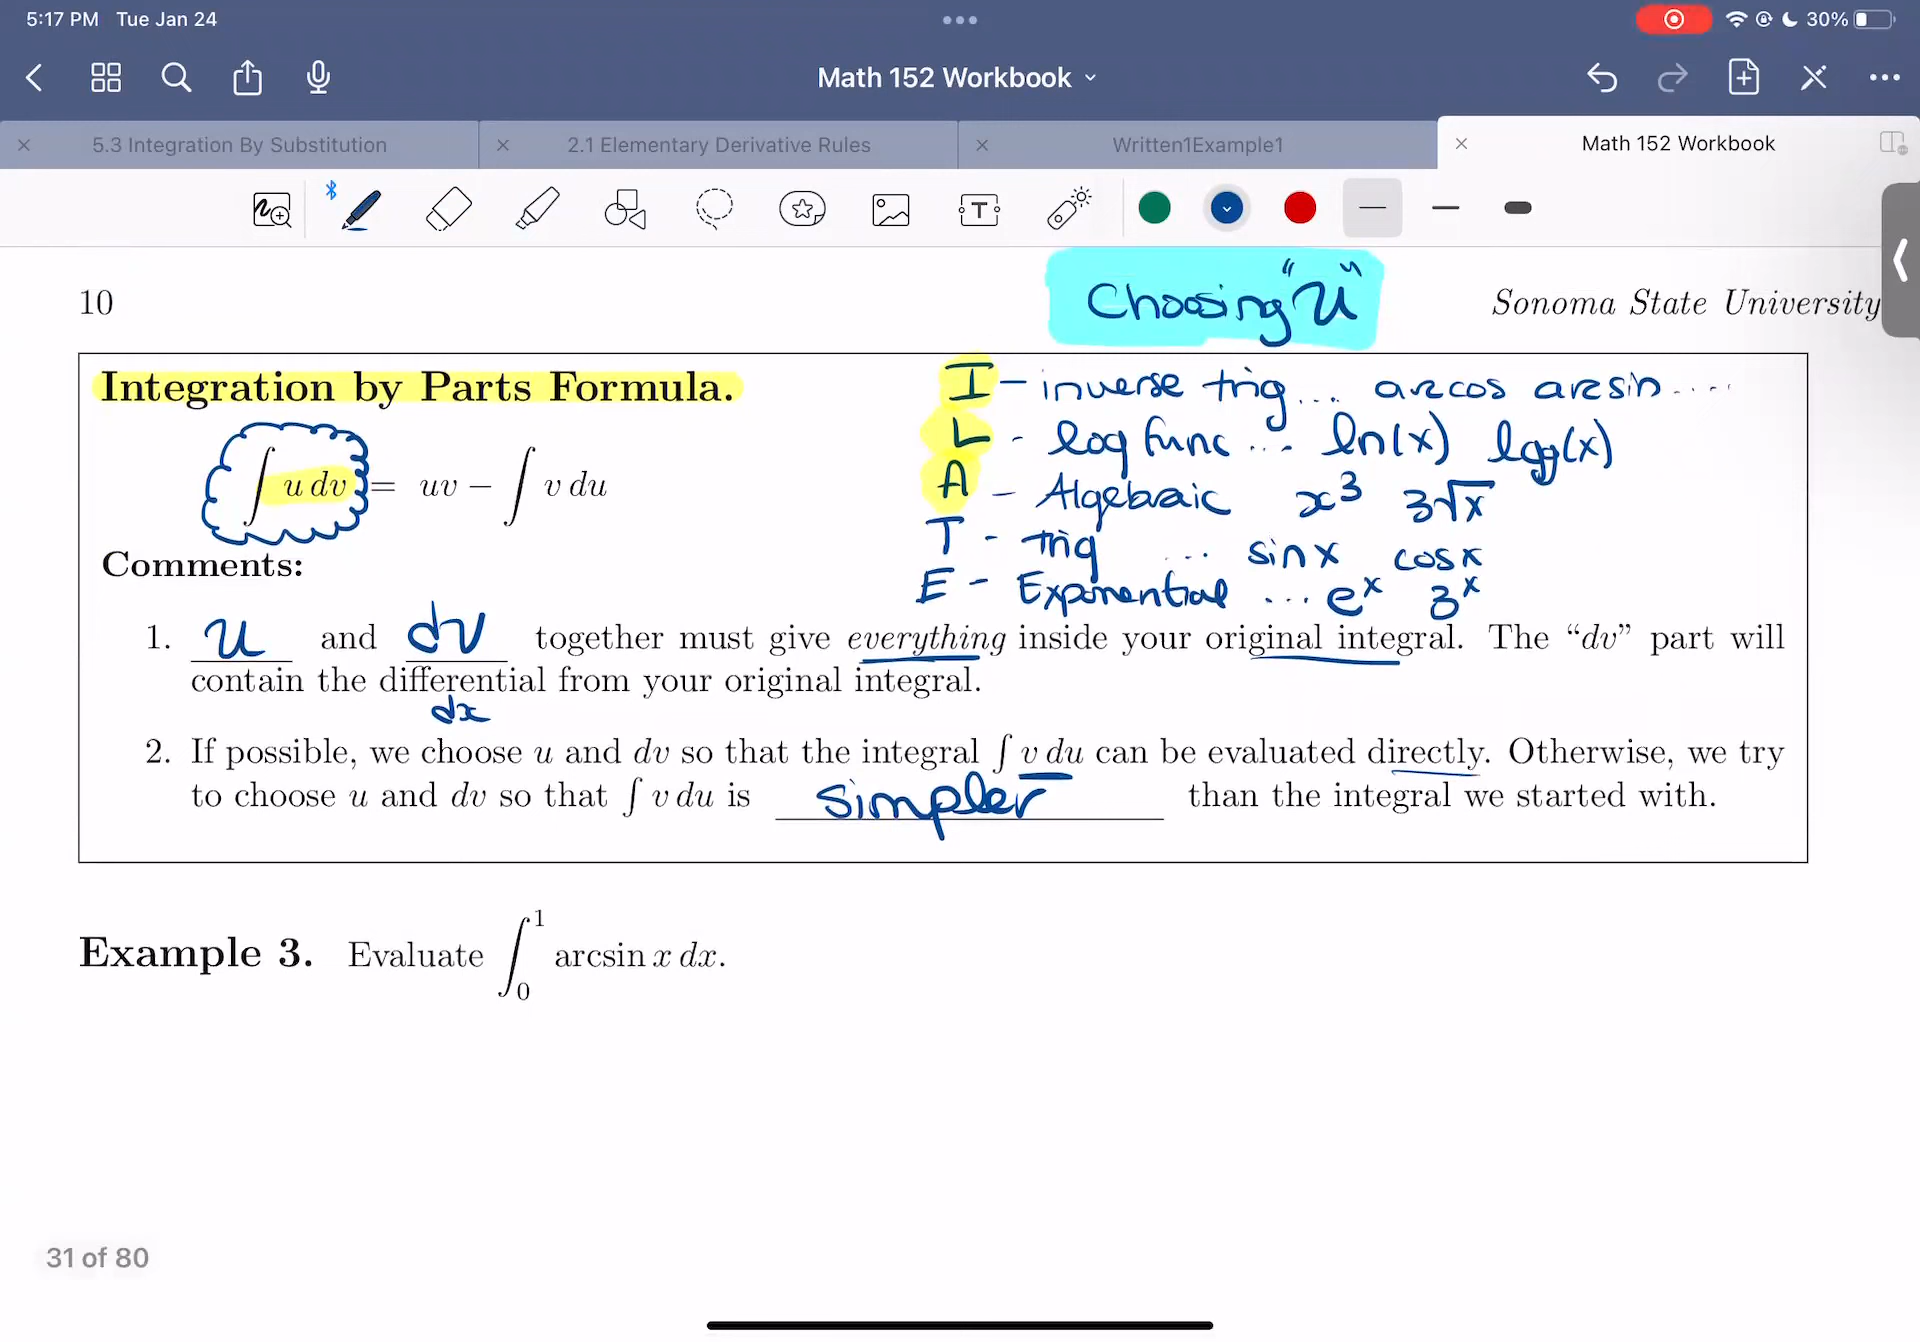 5:17 PM Tue Jan 24
30%
Math 152 Workbook
5.3 Integration By Substitution
2.1 Elementary Derivative Rules
Written1Example1
Math 152 Workbook
T
10
Choosing "u"
Sonoma State University
Integration by Parts Formula.
∫ u dv = uv − ∫ v du
I – inverse trig... arccos arcsin ....
L - log func ... ln(x) log(x)
A – Algebraic x³ 3√x
T - trig ... sinx cosx
E - Exponential ... eˣ 3ˣ
Comments:
1. u and dv together must give everything inside your original integral. The “dv” part will
contain the differential from your original integral.
dx
2. If possible, we choose u and dv so that the integral ∫ v du can be evaluated directly. Otherwise, we try
to choose u and dv so that ∫ v du is simpler than the integral we started with.
Example 3. Evaluate ∫₀¹ arcsin x dx.
31 of 80